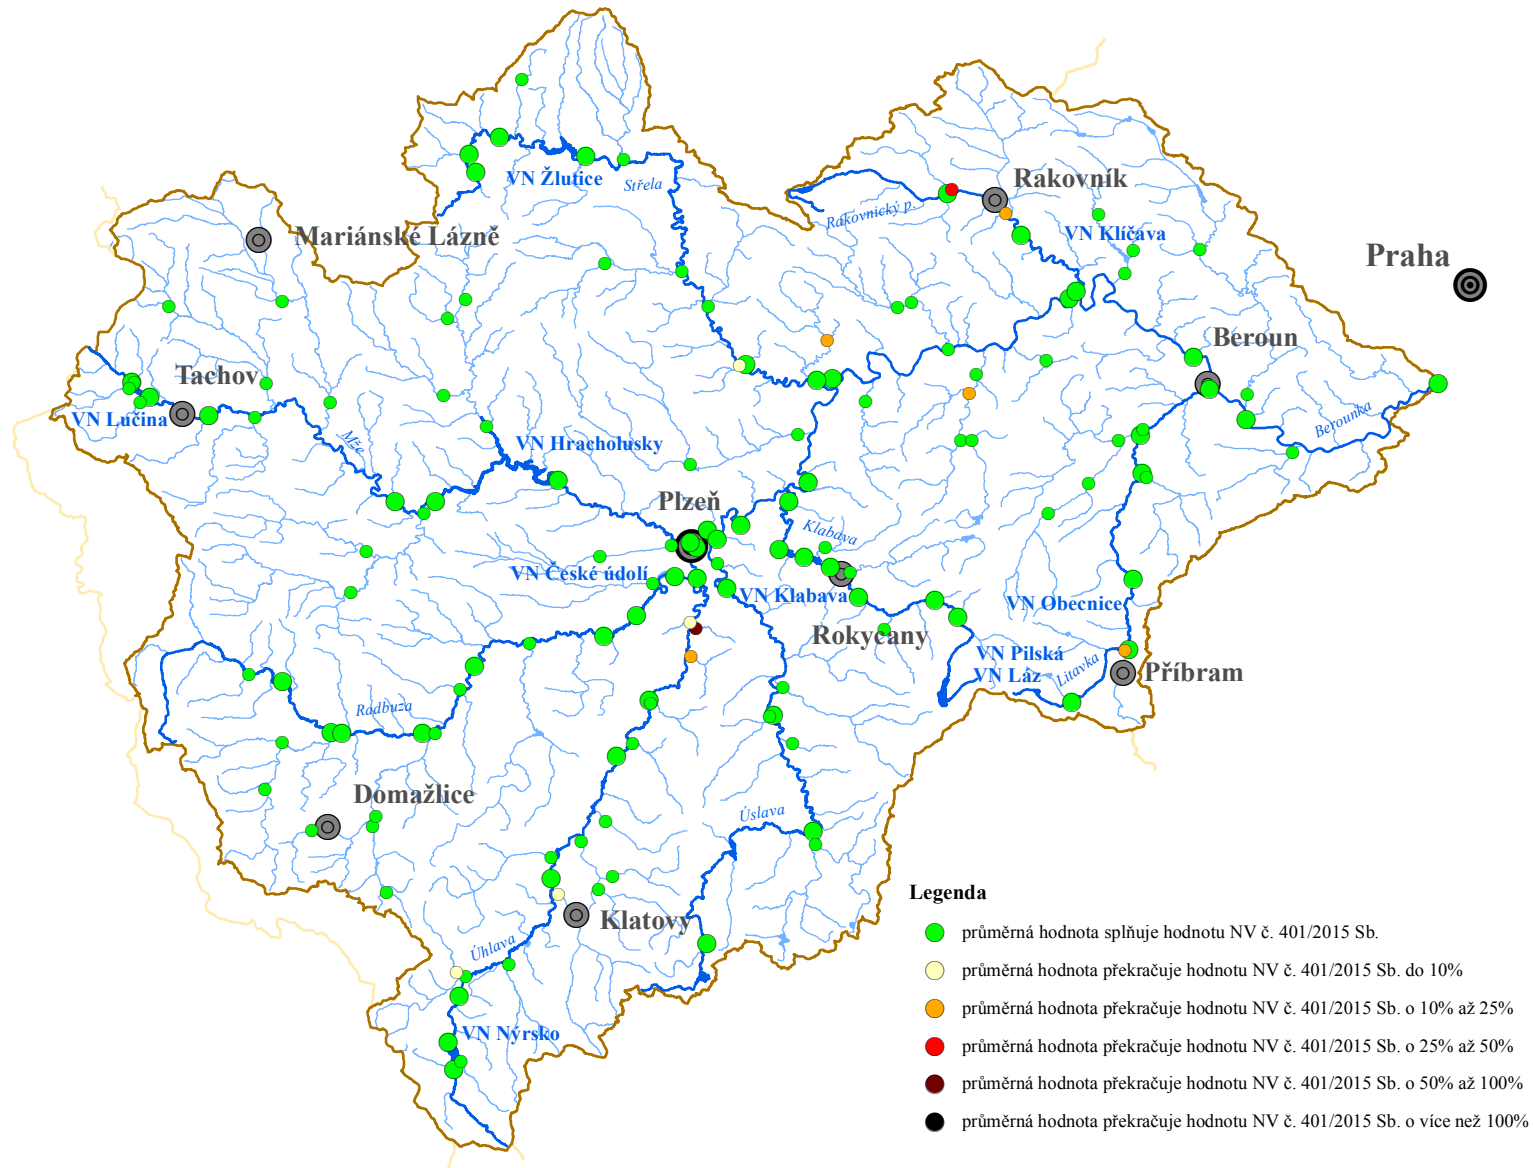 VN Žlutice
Střela
Rakovník
Rakovnický p.
VN Klíčava
Mariánské Lázně
Praha
Beroun
Tachov
VN Lučina
Mže
VN Hracholusky
Berounka
Plzeň
Klabava
VN České údolí
VN Klabava
VN Obecnice
Rokycany
VN Pilská
VN Láz
Litavka
Příbram
Radbuza
Domažlice
Úslava
Klatovy
Úhlava
VN Nýrsko
Legenda
průměrná hodnota splňuje hodnotu NV č. 401/2015 Sb.
průměrná hodnota překračuje hodnotu NV č. 401/2015 Sb. do 10%
průměrná hodnota překračuje hodnotu NV č. 401/2015 Sb. o 10% až 25%
průměrná hodnota překračuje hodnotu NV č. 401/2015 Sb. o 25% až 50%
průměrná hodnota překračuje hodnotu NV č. 401/2015 Sb. o 50% až 100%
průměrná hodnota překračuje hodnotu NV č. 401/2015 Sb. o více než 100%